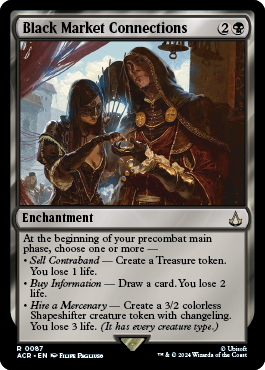 Black Market Connections 2
Enchantment
At the beginning of your precombat main
phase, choose one or more —
• Sell Contraband — Create a Treasure token.
You lose 1 life.
• Buy Information — Draw a card. You lose 2
life.
• Hire a Mercenary — Create a 3/2 colorless
Shapeshifter creature token with changeling.
You lose 3 life. (It has every creature type.)
R 0087
ACR • EN Filipe Pagliuso
© Ubisoft
™ & © 2024 Wizards of the Coast